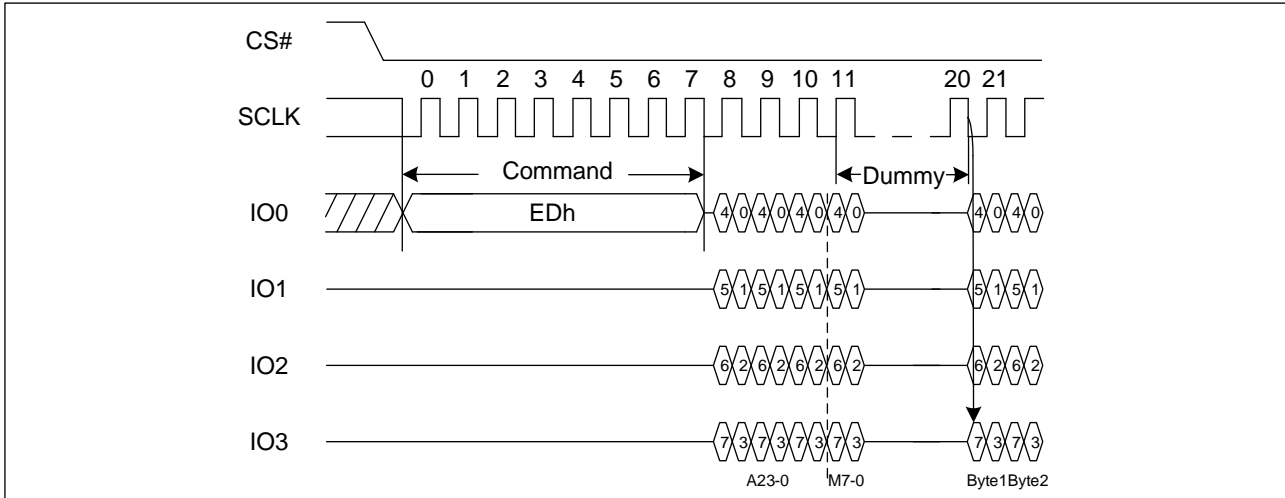 CS#
0 1 2 3 4 5 6 7 8 9 10 11 20 21
SCLK
Command
Dummy
IO0
EDh
4 0 4 0 4 0 4 0 4 0 4 0
IO1
5 1 5 1 5 1 5 1 5 1 5 1
IO2
6 2 6 2 6 2 6 2 6 2 6 2
IO3
7 3 7 3 7 3 7 3 7 3 7 3
A23-0 M7-0 Byte1Byte2